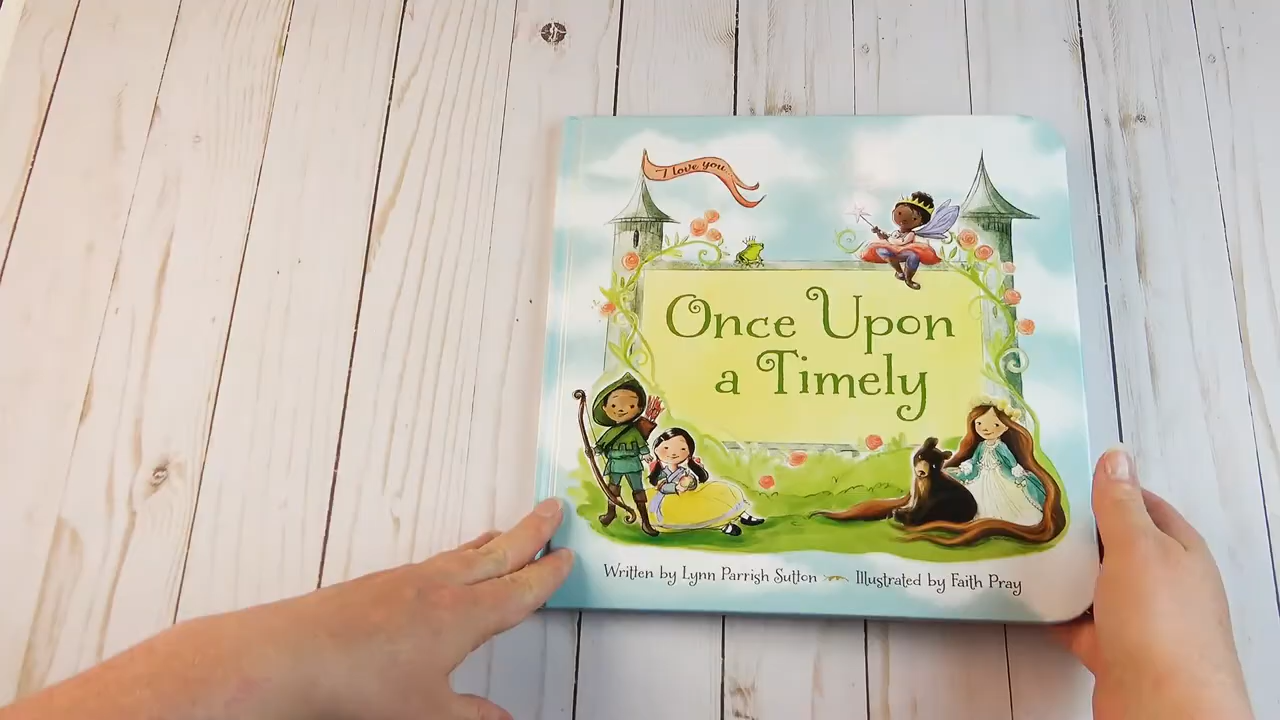 I love you
Once Upon
a Timely
Written by Lynn Parrish Sutton Illustrated by Faith Pray